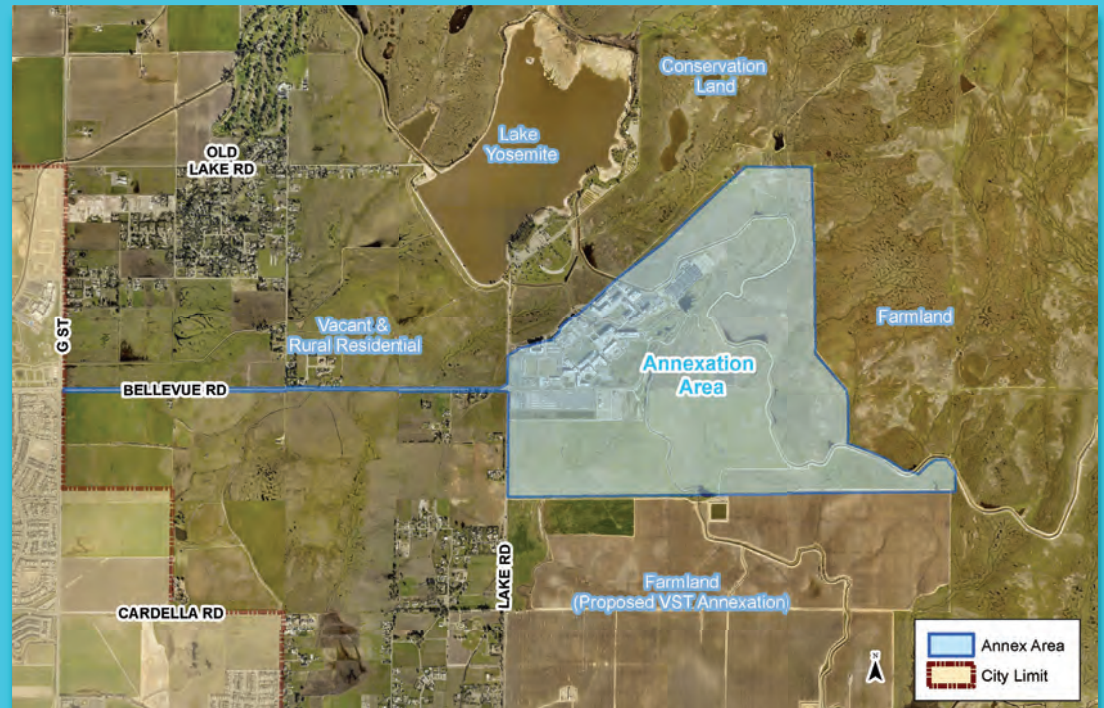 Conservation
Land
Lake
Yosemite
OLD
LAKE RD
G ST
Vacant &
Rural Residential
Farmland
Annexation
Area
BELLEVUE RD
LAKE RD
Farmland
(Proposed VST Annexation)
CARDELLA RD
N
Annex Area
City Limit